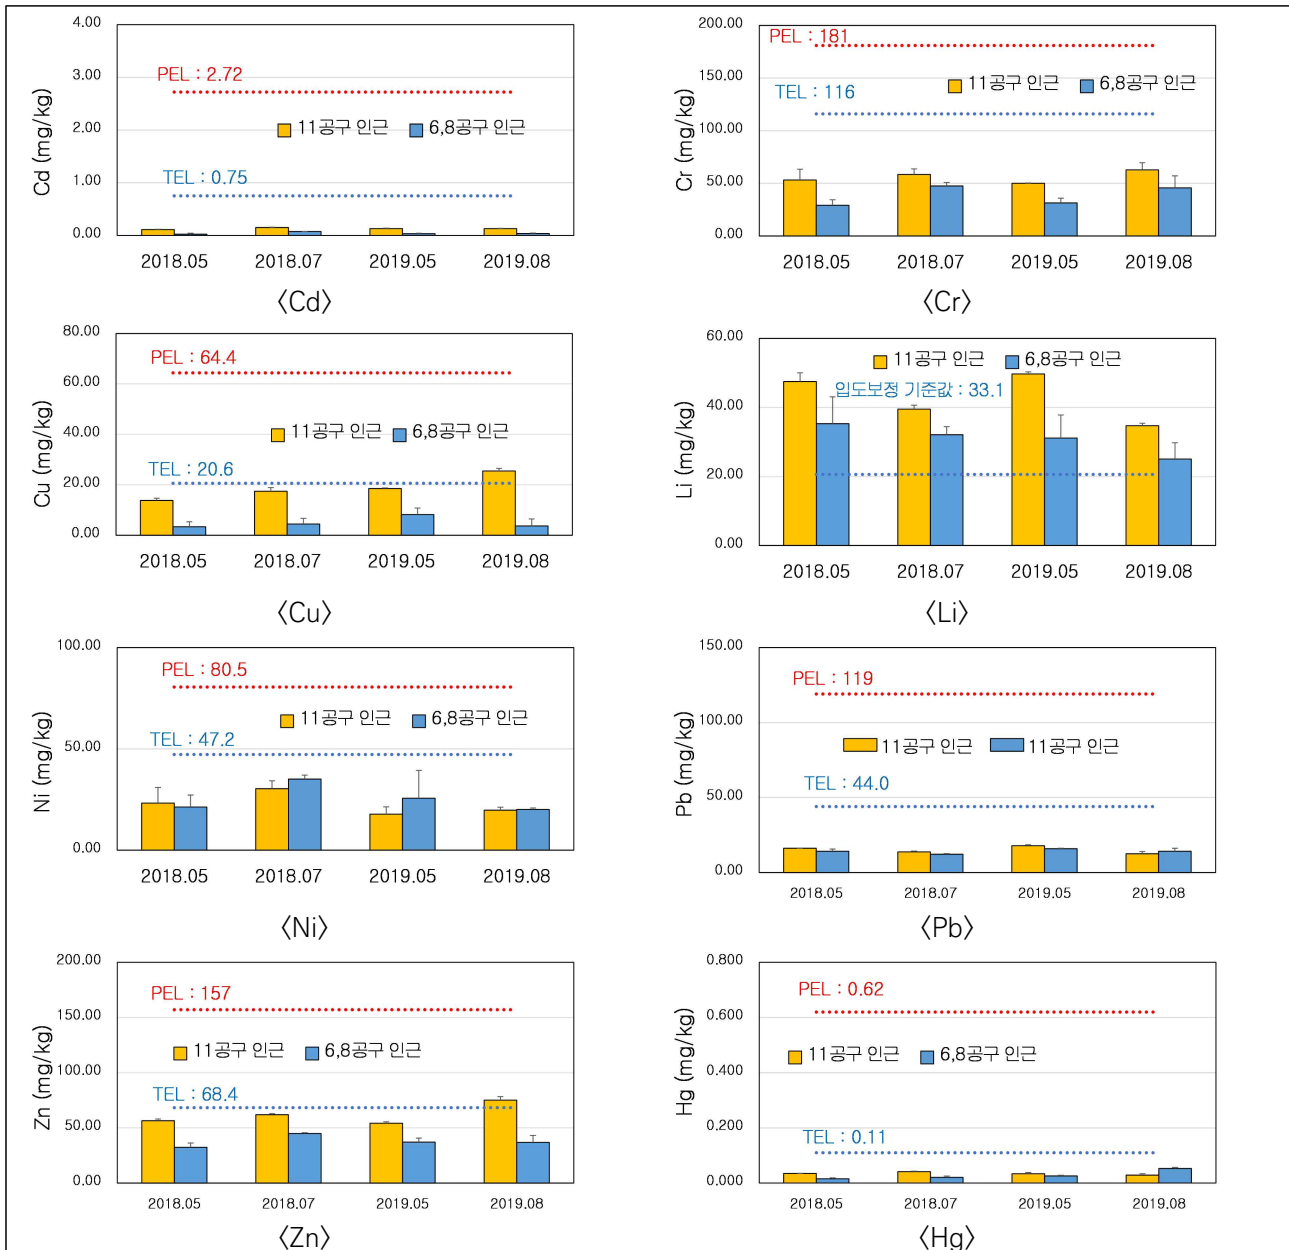 4.00
3.00
2.00
1.00
0.00
Cd (mg/kg)
PEL : 2.72
11공구 인근 6,8공구 인근
TEL : 0.75
2018.05 2018.07 2019.05 2019.08
〈Cd〉
200.00
150.00
100.00
50.00
0.00
Cr (mg/kg)
PEL : 181
TEL : 116
11공구 인근 6,8공구 인근
2018.05 2018.07 2019.05 2019.08
〈Cr〉
80.00
60.00
40.00
20.00
0.00
Cu (mg/kg)
PEL : 64.4
11공구 인근 6,8공구 인근
TEL : 20.6
2018.05 2018.07 2019.05 2019.08
〈Cu〉
60.00
40.00
20.00
0.00
Li (mg/kg)
11공구 인근 6,8공구 인근
입도보정 기준값 : 33.1
2018.05 2018.07 2019.05 2019.08
〈Li〉
100.00
50.00
0.00
Ni (mg/kg)
PEL : 80.5
11공구 인근 6,8공구 인근
TEL : 47.2
2018.05 2018.07 2019.05 2019.08
〈Ni〉
150.00
100.00
50.00
0.00
Pb (mg/kg)
PEL : 119
11공구 인근 11공구 인근
TEL : 44.0
2018.05 2018.07 2019.05 2019.08
〈Pb〉
200.00
150.00
100.00
50.00
0.00
Zn (mg/kg)
PEL : 157
11공구 인근 6,8공구 인근
TEL : 68.4
2018.05 2018.07 2019.05 2019.08
〈Zn〉
0.800
0.600
0.400
0.200
0.000
Hg (mg/kg)
PEL : 0.62
11공구 인근 6,8공구 인근
TEL : 0.11
2018.05 2018.07 2019.05 2019.08
〈Hg〉